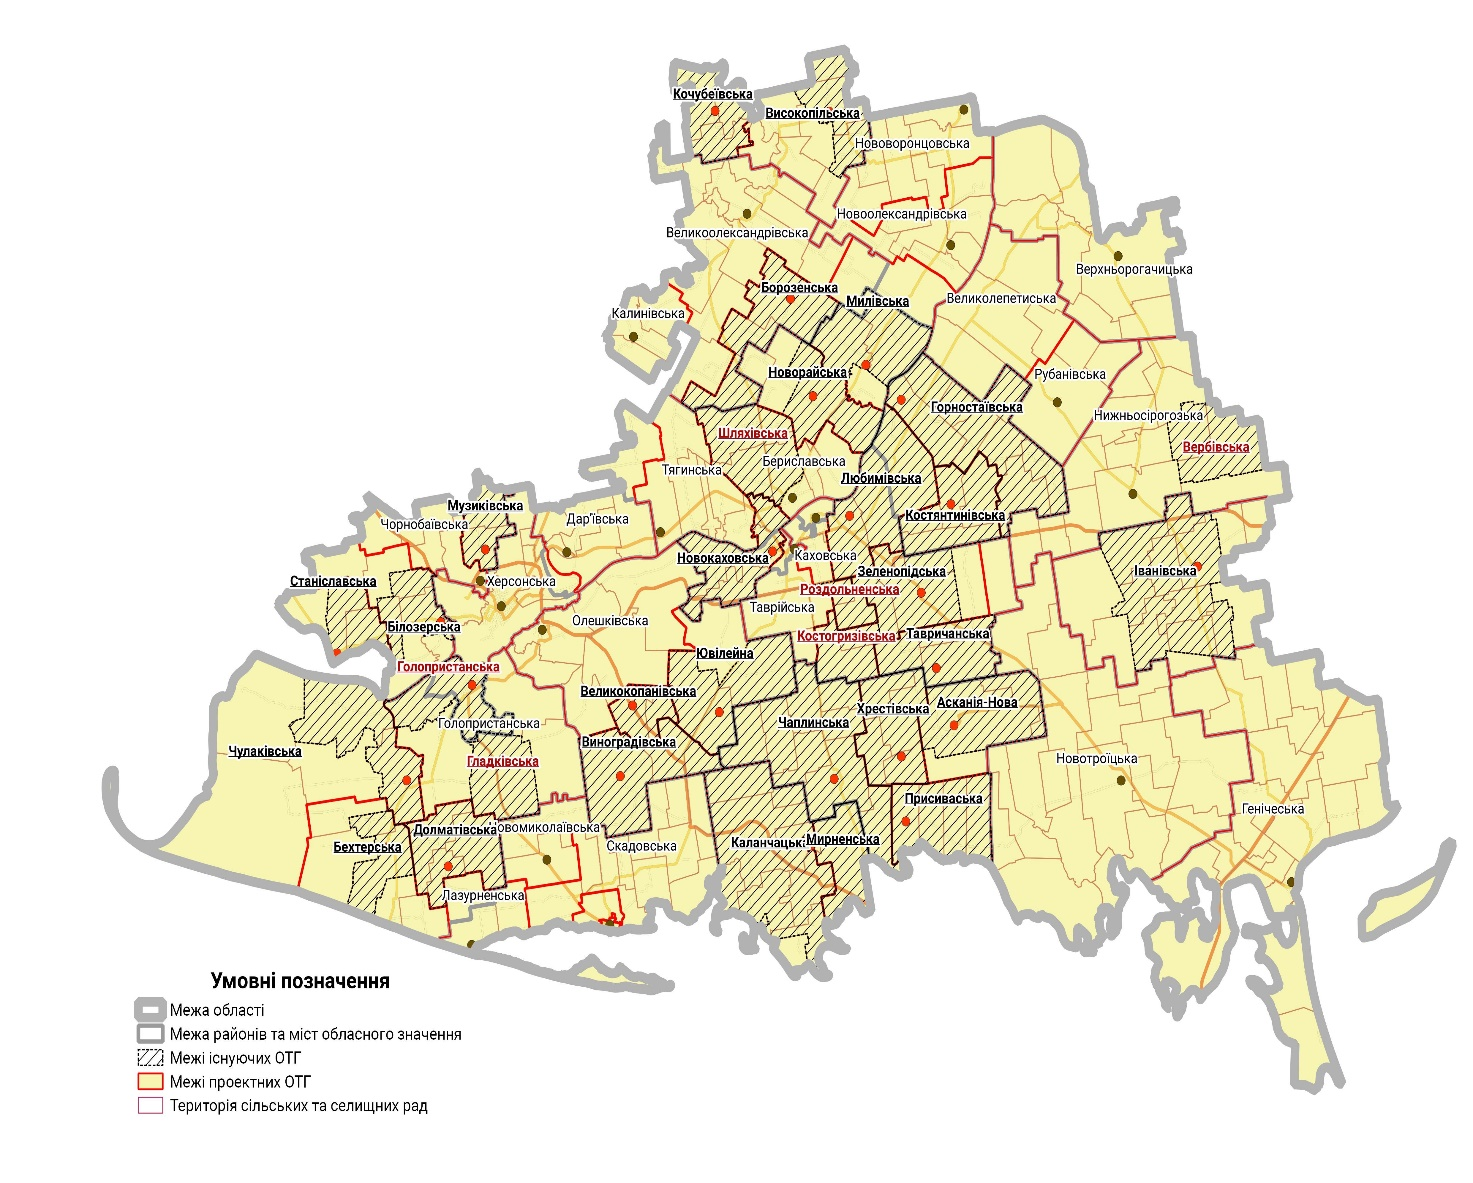 Кочубеївська
Високопільська
Нововоронцовська
Новоолександрівська
Великоолександрівська
Верхньорогачицька
Борозенська
Милівська
Великолепетиська
Калинівська
Новорайська
Рубанівська
Горностаївська
Нижньосірогозька
Шляхівська
Вербівська
Бериславська
Тягинська
Любимівська
Музиківська
Чорнобаївська
Дар'ївська
Костянтинівська
Новокаховська
Каховська
Зеленопідська
Іванівська
Станіславська
Херсонська
Роздольненська
Таврійська
Олешківська
Білозерська
Костогризівська
Тавричанська
Ювілейна
Голопристанська
Великокопанівська
Хрестівська
Асканія-Нова
Голопристанська
Чаплинська
Виноградівська
Чулаківська
Гладківська
Новотроїцька
Присиваська
Генічеська
Долматівська
Новомиколаївська
Бехтерська
Скадовська
Каланчацька
Мирненська
Лазурненська
Умовні позначення
Межа області
Межа районів та міст обласного значення
Межі існуючих ОТГ
Межі проектних ОТГ
Територія сільських та селищних рад